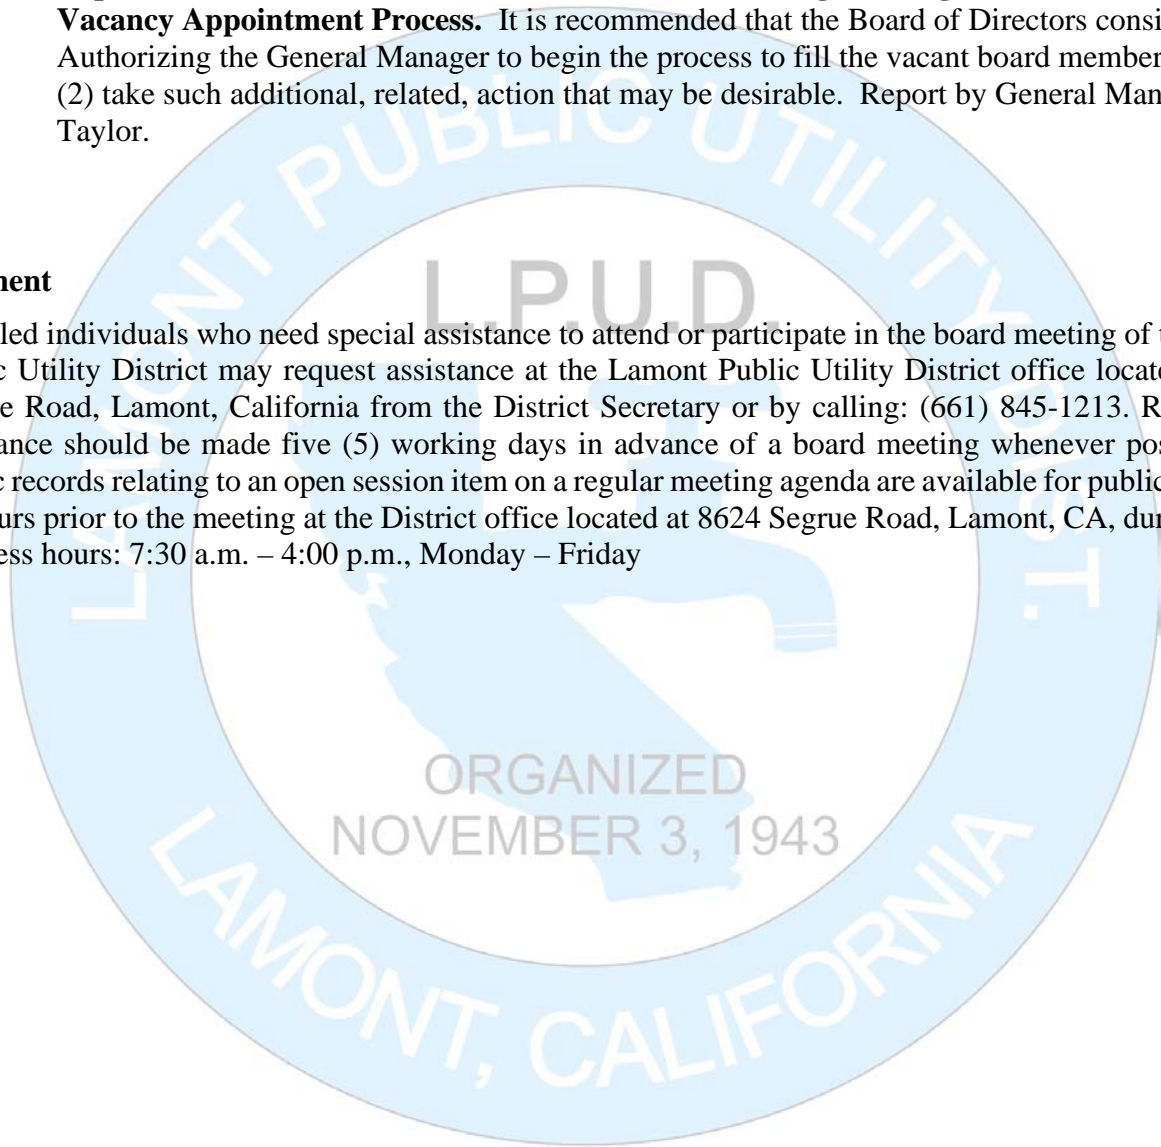 Vacancy Appointment Process. It is recommended that the Board of Directors consi
Authorizing the General Manager to begin the process to fill the vacant board member
(2) take such additional, related, action that may be desirable. Report by General Man
Taylor.
LAMONT PUBLIC UTILITY DIST.
L.P.U.D.
ment
led individuals who need special assistance to attend or participate in the board meeting of t
c Utility District may request assistance at the Lamont Public Utility District office locate
e Road, Lamont, California from the District Secretary or by calling: (661) 845-1213. R
ance should be made five (5) working days in advance of a board meeting whenever pos
c records relating to an open session item on a regular meeting agenda are available for public
urs prior to the meeting at the District office located at 8624 Segrue Road, Lamont, CA, dur
ess hours: 7:30 a.m. – 4:00 p.m., Monday – Friday
ORGANIZED
NOVEMBER 3, 1943
LAMONT, CALIFORNIA